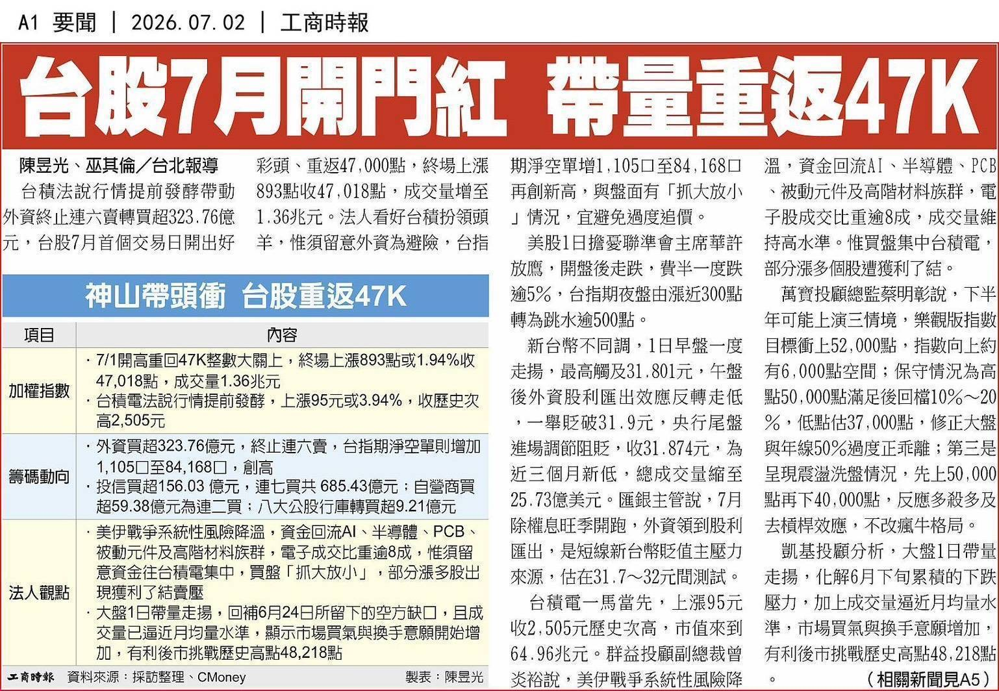 A1 要聞 | 2026.07.02 | 工商時報
台股7月開門紅 帶量重返47K
陳昱光、巫其倫／台北報導
台積法說行情提前發酵帶動
外資終止連六賣轉買超323.76億
元，台股7月首個交易日開出好
彩頭、重返47,000點，終場上漲
893點收47,018點，成交量增至
1.36兆元。法人看好台積扮領頭
羊，惟須留意外資為避險，台指
期淨空單增1,105口至84,168口
再創新高，與盤面有「抓大放小
」情況，宜避免過度追價。
美股1日擔憂聯準會主席華許
放鷹，開盤後走跌，費半一度跌
逾5%，台指期夜盤由漲近300點
轉為跳水逾500點。
新台幣不同調，1日早盤一度
走揚，最高觸及31.801元，午盤
後外資股利匯出效應反轉走低
，一舉貶破31.9元，央行尾盤
進場調節阻貶，收31.874元，為
近三個月新低，總成交量縮至
25.73億美元。匯銀主管說，7月
除權息旺季開跑，外資領到股利
匯出，是短線新台幣貶值主壓力
來源，估在31.7～32元間測試。
台積電一馬當先，上漲95元
收2,505元歷史次高，市值來到
64.96兆元。群益投顧副總裁曾
炎裕說，美伊戰爭系統性風險降
溫，資金回流AI、半導體、PCB
、被動元件及高階材料族群，電
子股成交比重逾8成，成交量維
持高水準。惟買盤集中台積電，
部分漲多個股遭獲利了結。
萬寶投顧總監蔡明彰說，下半
年可能上演三情境，樂觀版指數
目標衝上52,000點，指數向上約
有6,000點空間；保守情況為高
點50,000點滿足後回檔10%～20
%，低點估37,000點，修正大盤
與年線50%過度正乖離；第三是
呈現震盪洗盤情況，先上50,000
點再下40,000點，反應多殺多及
去槓桿效應，不改瘋牛格局。
凱基投顧分析，大盤1日帶量
走揚，化解6月下旬累積的下跌
壓力，加上成交量逼近月均量水
準，市場買氣與換手意願增加，
有利後市挑戰歷史高點48,218點
。 （相關新聞見A5）
神山帶頭衝 台股重返47K
項目 內容
加權指數
‧7/1開高重回47K整數大關上，終場上漲893點或1.94%收
47,018點，成交量1.36兆元
‧台積電法說行情提前發酵，上漲95元或3.94%，收歷史次
高2,505元
籌碼動向
‧外資買超323.76億元，終止連六賣，台指期淨空單則增加
1,105口至84,168口，創高
‧投信買超156.03 億元，連七買共 685.43億元；自營商買
超59.38億元為連二買；八大公股行庫轉買超9.21億元
法人觀點
‧美伊戰爭系統性風險降溫，資金回流AI、半導體、PCB、
被動元件及高階材料族群，電子成交比重逾8成，惟須留
意資金往台積電集中，買盤「抓大放小」，部分漲多股出
現獲利了結賣壓
‧大盤1日帶量走揚，回補6月24日所留下的空方缺口，且成
交量已逼近月均量水準，顯示市場買氣與換手意願開始增
加，有利後市挑戰歷史高點48,218點
工商時報 資料來源：採訪整理、CMoney 製表：陳昱光